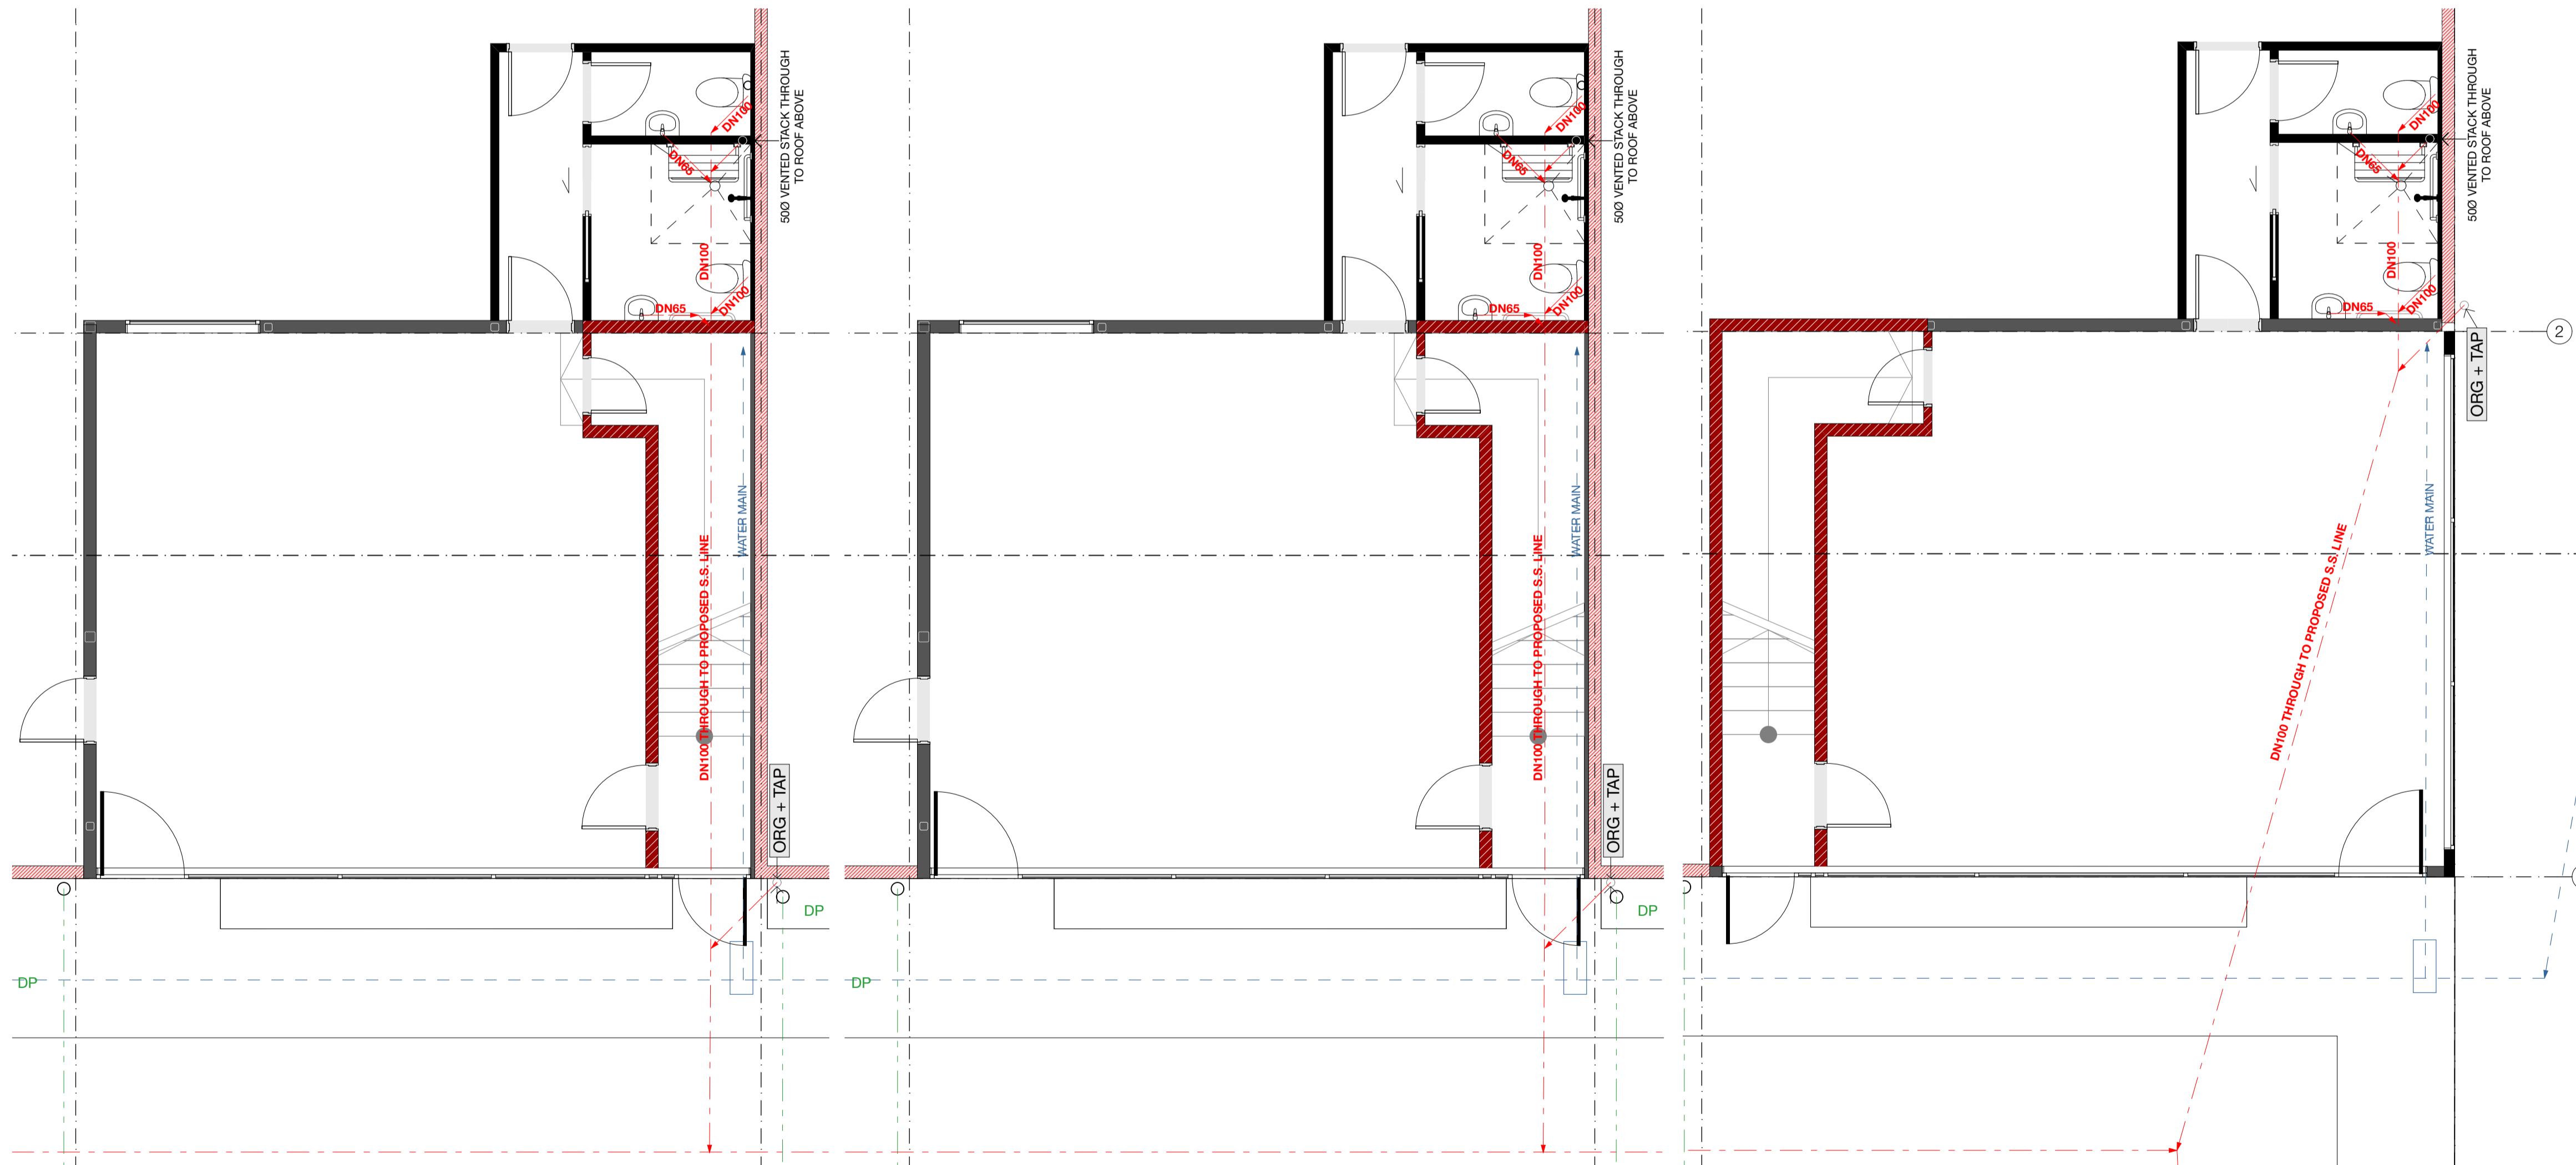 50Ø VENTED STACK THROUGH
TO ROOF ABOVE
DN100
DN65
DN100
DN100
DN65
WATER MAIN
DN100 THROUGH TO PROPOSED S.S. LINE
ORG + TAP
DP
DP
50Ø VENTED STACK THROUGH
TO ROOF ABOVE
DN100
DN65
DN100
DN100
DN65
WATER MAIN
DN100 THROUGH TO PROPOSED S.S. LINE
ORG + TAP
DP
DP
50Ø VENTED STACK THROUGH
TO ROOF ABOVE
DN100
DN65
DN100
DN100
DN65
2
ORG + TAP
WATER MAIN
DN100 THROUGH TO PROPOSED S.S. LINE